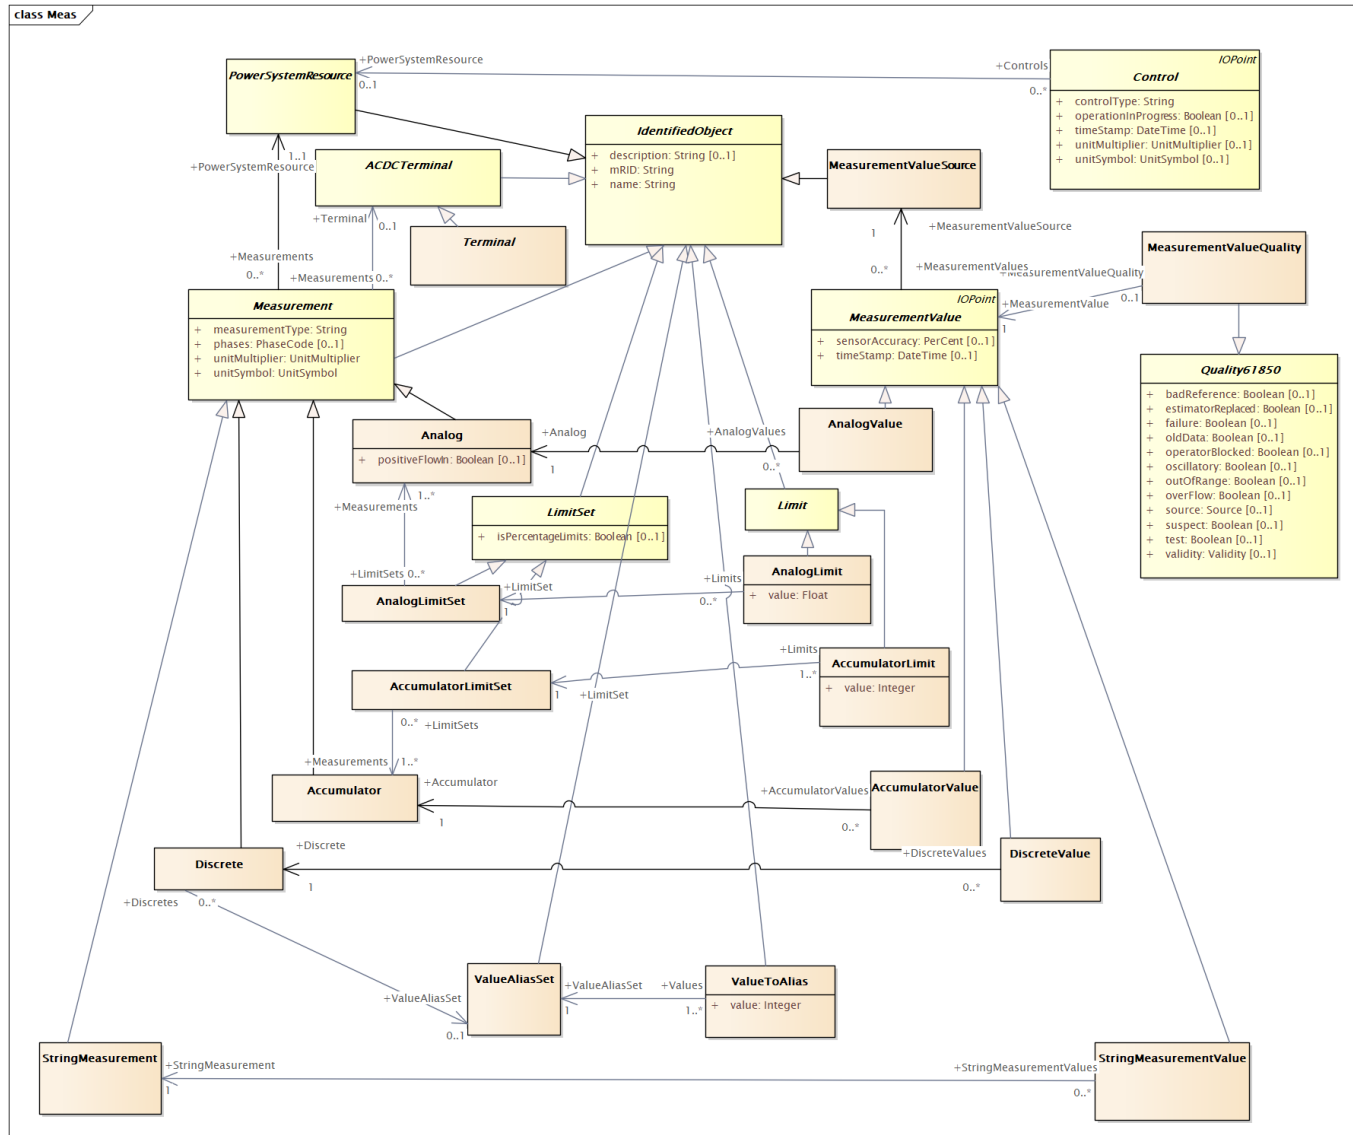 class Meas
PowerSystemResource
+PowerSystemResource
0..1
+Controls
0..*
IOPoint
Control
+ controlType: String
+ operationInProgress: Boolean [0..1]
+ timeStamp: DateTime [0..1]
+ unitMultiplier: UnitMultiplier [0..1]
+ unitSymbol: UnitSymbol [0..1]
IdentifiedObject
+ description: String [0..1]
+ mRID: String
+ name: String
1..1
+PowerSystemResource
ACDCTerminal
MeasurementValueSource
+Terminal
0..1
Terminal
1
+MeasurementValueSource
+Measurements
0..*
+Measurements
0..*
0..*
+MeasurementValues
+MeasurementValueQuality
0..1
MeasurementValueQuality
Measurement
+ measurementType: String
+ phases: PhaseCode [0..1]
+ unitMultiplier: UnitMultiplier
+ unitSymbol: UnitSymbol
IOPoint
MeasurementValue
+ sensorAccuracy: PerCent [0..1]
+ timeStamp: DateTime [0..1]
+MeasurementValue
1
Quality61850
+ badReference: Boolean [0..1]
+ estimatorReplaced: Boolean [0..1]
+ failure: Boolean [0..1]
+ oldData: Boolean [0..1]
+ operatorBlocked: Boolean [0..1]
+ oscillatory: Boolean [0..1]
+ outOfRange: Boolean [0..1]
+ overFlow: Boolean [0..1]
+ source: Source [0..1]
+ suspect: Boolean [0..1]
+ test: Boolean [0..1]
+ validity: Validity [0..1]
Analog
+ positiveFlowIn: Boolean [0..1]
+Analog
1
+AnalogValues
0..*
AnalogValue
1..*
+Measurements
LimitSet
+ isPercentageLimits: Boolean [0..1]
Limit
+LimitSets
0..*
AnalogLimitSet
+LimitSet
1
+Limits
0..*
AnalogLimit
+ value: Float
AccumulatorLimitSet
1
+LimitSet
+Limits
1..*
AccumulatorLimit
+ value: Integer
0..*
+LimitSets
+Measurements
1..*
Accumulator
+Accumulator
1
+AccumulatorValues
0..*
AccumulatorValue
Discrete
+Discrete
1
+DiscreteValues
0..*
DiscreteValue
+Discretes
0..*
+ValueAliasSet
0..1
ValueAliasSet
+ValueAliasSet
1
+Values
1..*
ValueToAlias
+ value: Integer
StringMeasurement
+StringMeasurement
1
+StringMeasurementValues
0..*
StringMeasurementValue